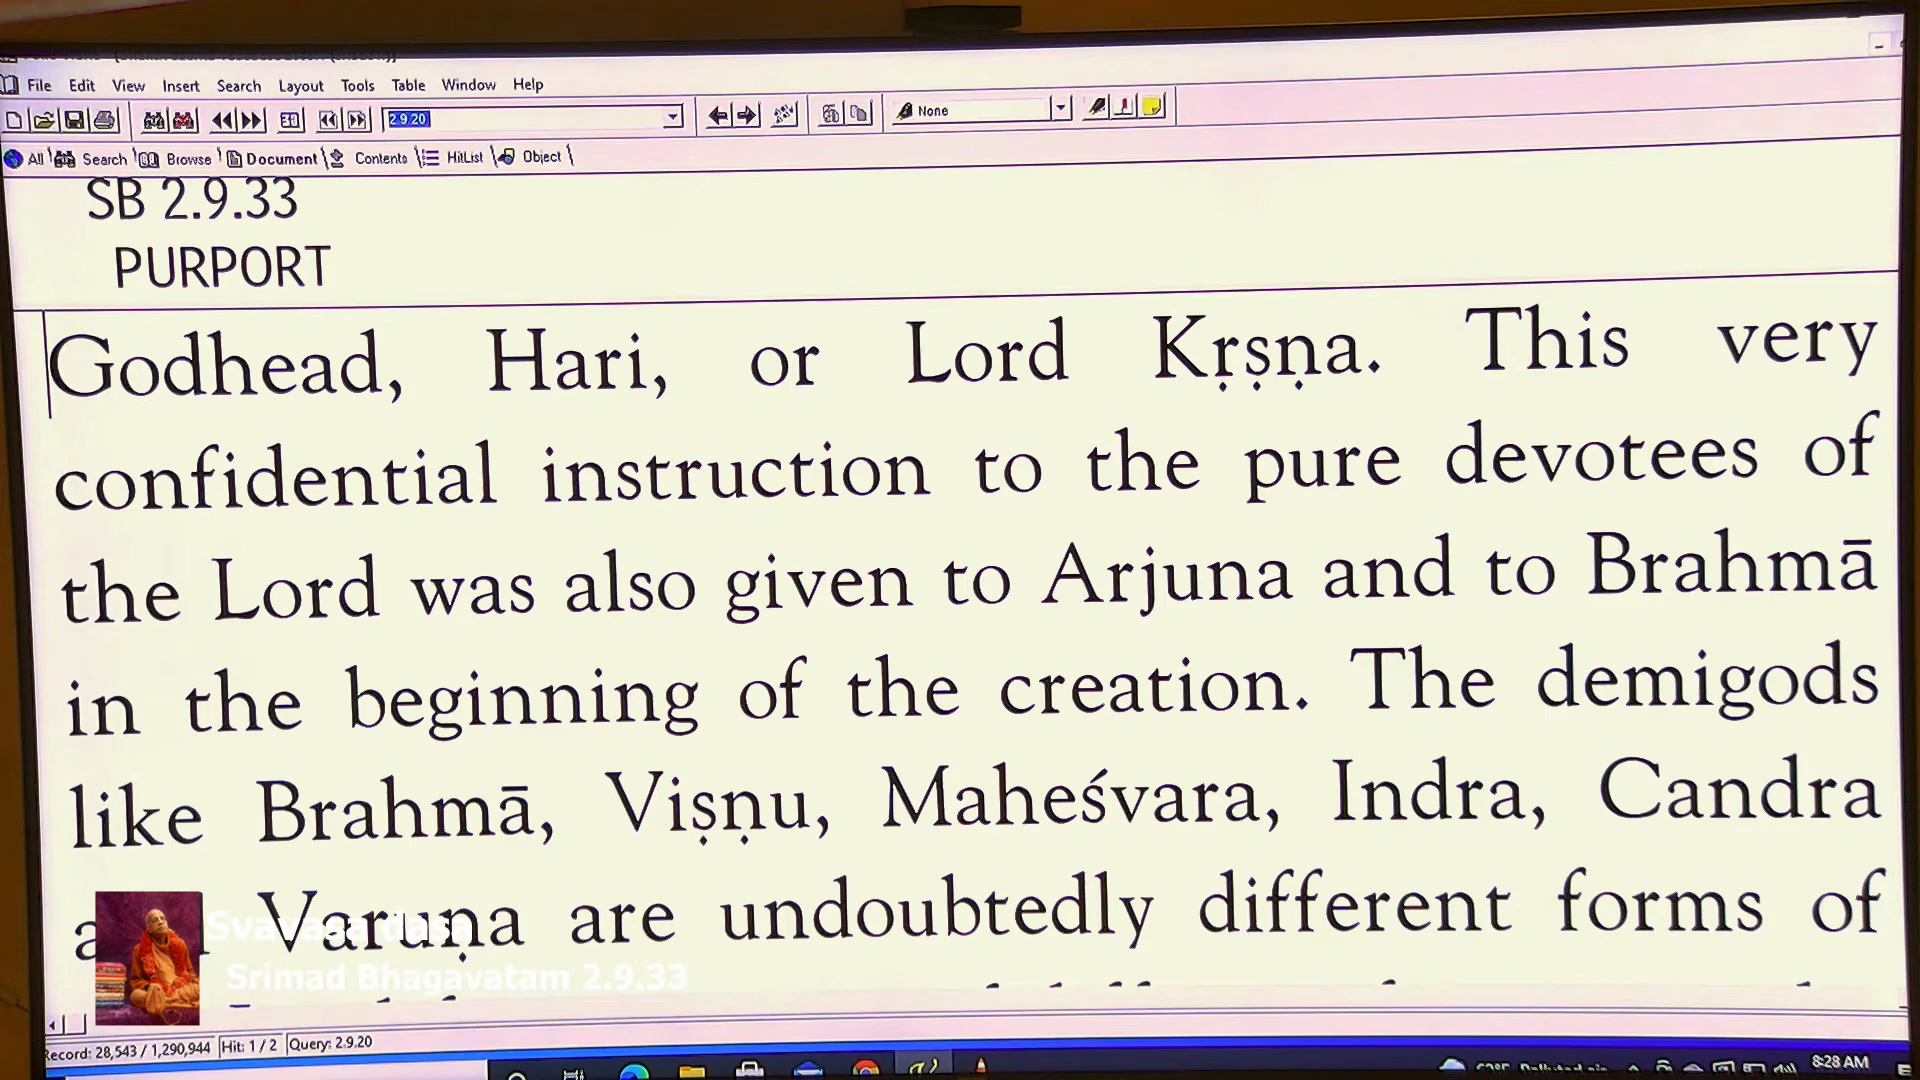 File Edit View Insert Search Layout Tools Table Window Help
2.9.20 None
All Search Browse Document Contents HitList Object
SB 2.9.33
PURPORT
Godhead, Hari, or Lord Kṛṣṇa. This very
confidential instruction to the pure devotees of
the Lord was also given to Arjuna and to Brahmā
in the beginning of the creation. The demigods
like Brahmā, Viṣṇu, Maheśvara, Indra, Candra
Varuṇa are undoubtedly different forms of
Svavasa dasa
Srimad Bhagavatam 2.9.33
Record: 28,543 / 1,290,944 Hit: 1 / 2 Query: 2.9.20
8:28 AM